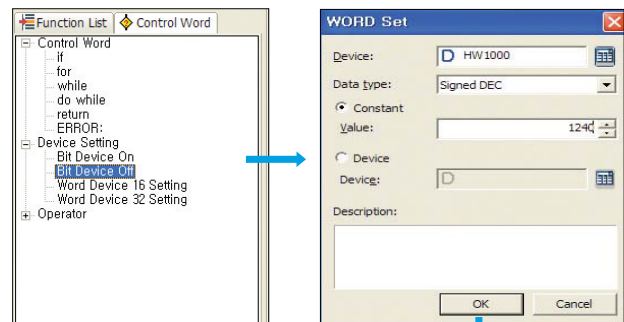 Function List
Control Word
Control Word
if
for
while
do while
return
ERROR:
Device Setting
Bit Device On
Bit Device Off
Word Device 16 Setting
Word Device 32 Setting
Operator
WORD Set
Device: D HW1000
Data type: Signed DEC
Constant
Value: 1240
Device
Device: D
Description:
OK Cancel